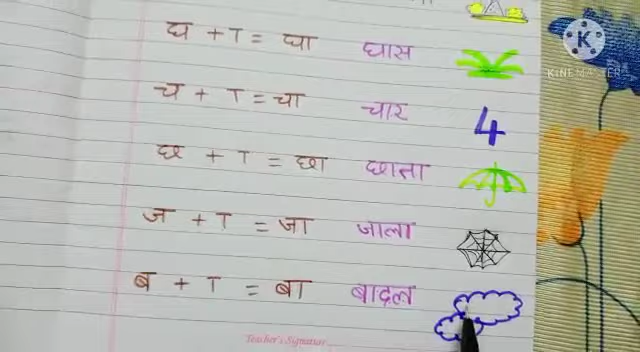 घ + ा = घा घास
KINEMASTER
च + ा = चा चार 4
छ + ा = छा छाता
ज + ा = जा जाला
ब + ा = बा बादल
Teacher's Signature